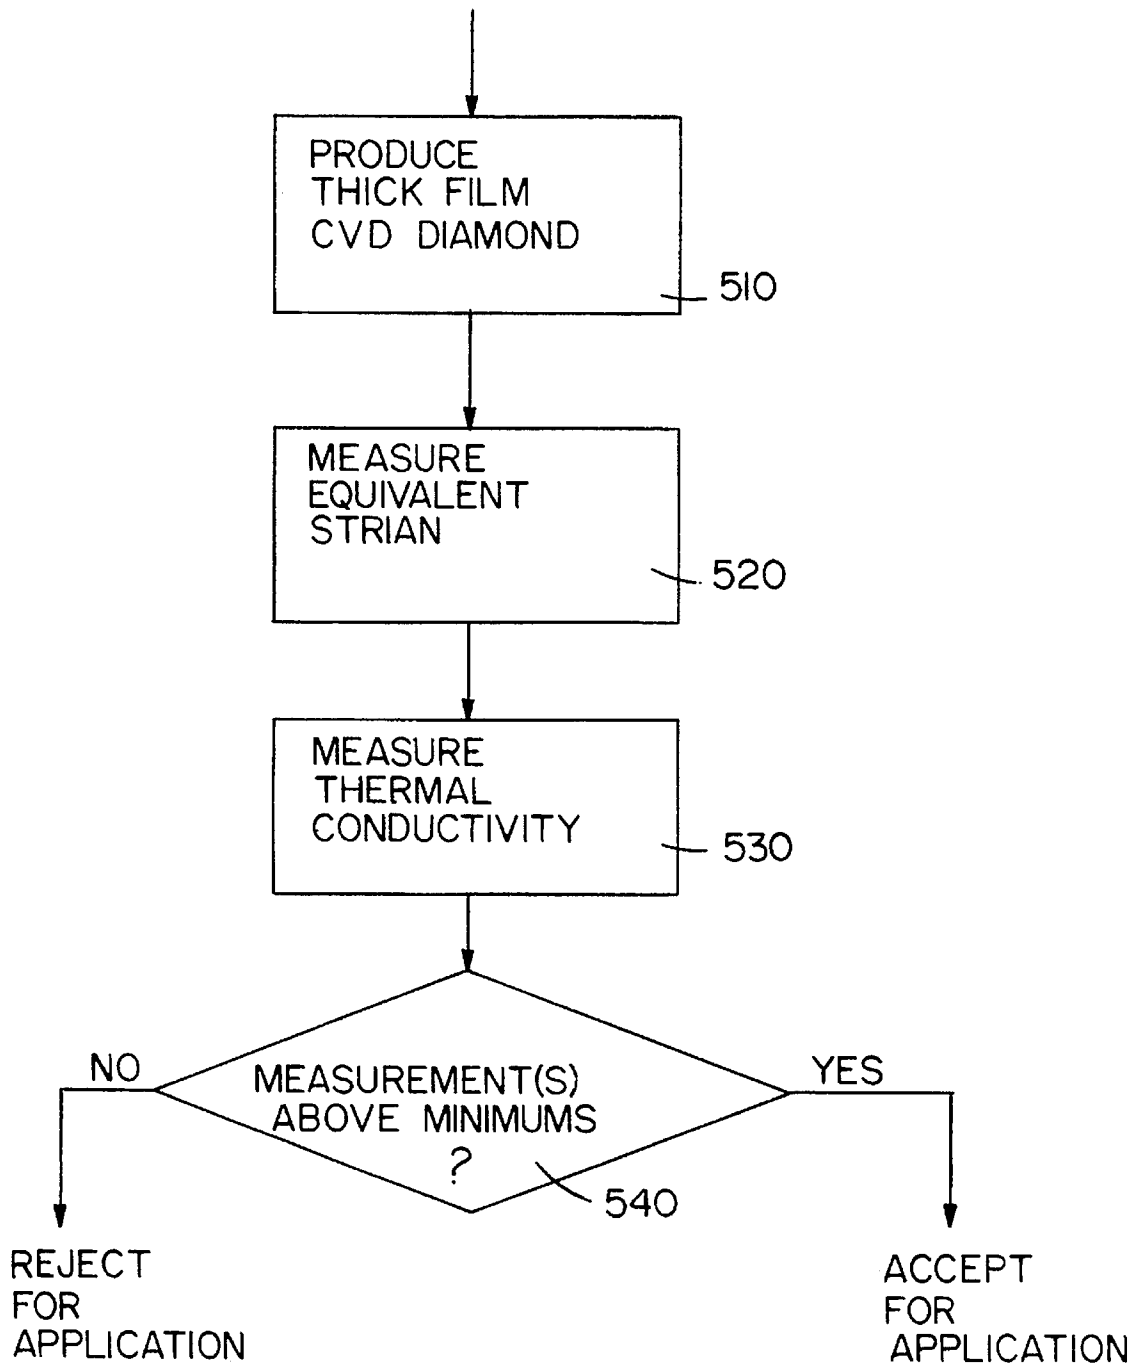 PRODUCE
THICK FILM
CVD DIAMOND
510
MEASURE
EQUIVALENT
STRIAN
520
MEASURE
THERMAL
CONDUCTIVITY
530
NO
YES
MEASUREMENT(S)
ABOVE MINIMUMS
?
540
REJECT
FOR
APPLICATION
ACCEPT
FOR
APPLICATION